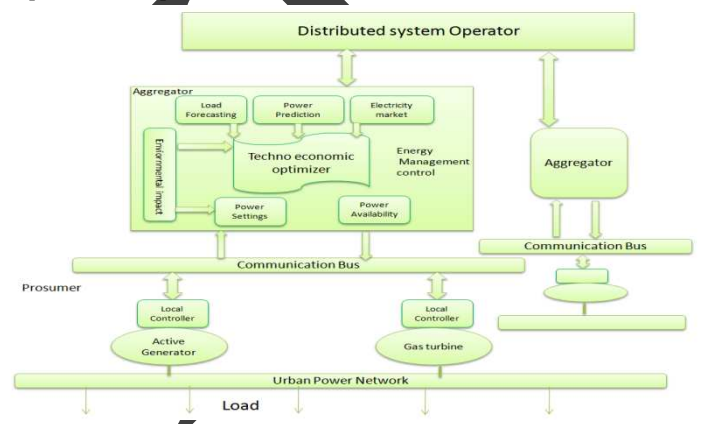 Distributed system Operator
Aggregator
Load
Forecasting
Power
Prediction
Electricity
market
Enviornmental impact
Techno economic
optimizer
Energy
Management
control
Power
Settings
Power
Availability
Aggregator
Communication Bus
Communication Bus
Prosumer
Local
Controller
Local
Controller
Active
Generator
Gas turbine
Urban Power Network
Load